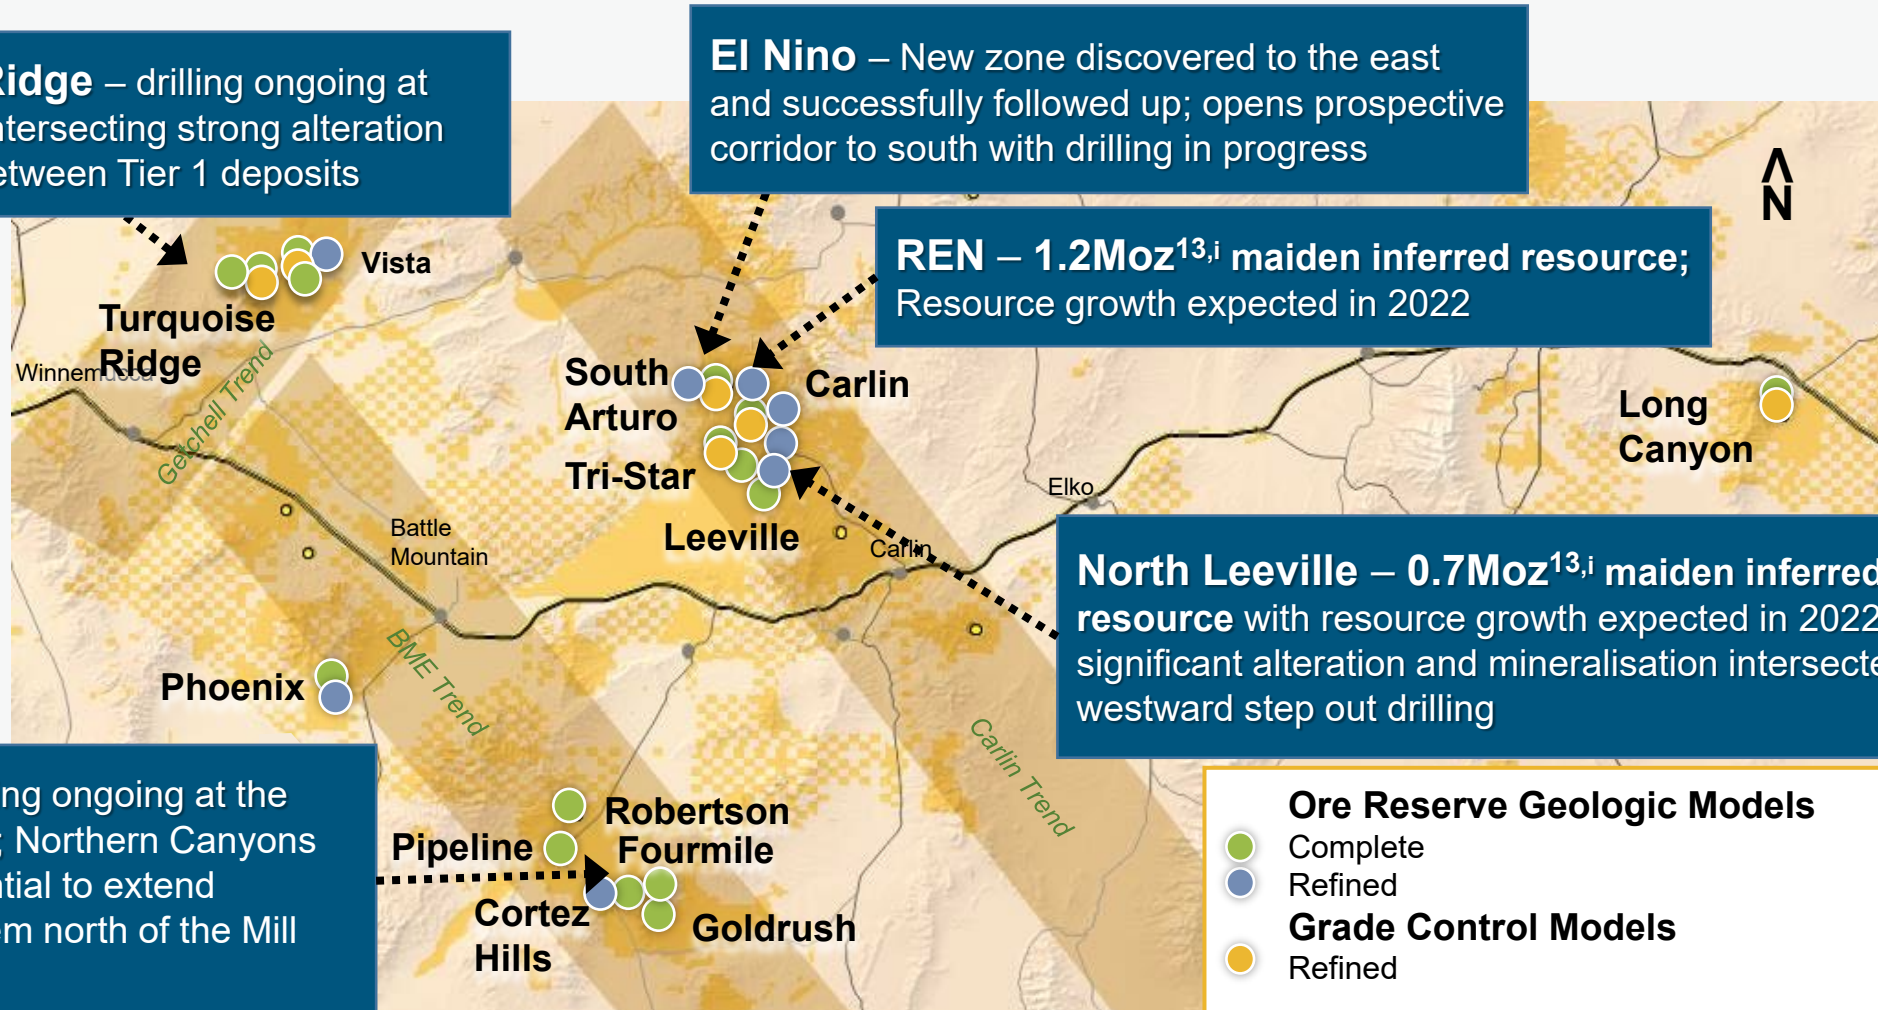 Ridge – drilling ongoing at
ntersecting strong alteration
etween Tier 1 deposits
El Nino – New zone discovered to the east
and successfully followed up; opens prospective
corridor to south with drilling in progress
N
REN – 1.2Moz13,i maiden inferred resource;
Resource growth expected in 2022
Vista
Turquoise
Ridge
Winnemucca
Getchell Trend
South
Arturo
Carlin
Tri-Star
Leeville
Long
Canyon
Elko
Battle
Mountain
Carlin
North Leeville – 0.7Moz13,i maiden inferred
resource with resource growth expected in 2022
significant alteration and mineralisation intersecte
westward step out drilling
BME Trend
Phoenix
Carlin Trend
ing ongoing at the
; Northern Canyons
ntial to extend
em north of the Mill
Robertson
Pipeline
Fourmile
Cortez
Hills
Goldrush
Ore Reserve Geologic Models
Complete
Refined
Grade Control Models
Refined